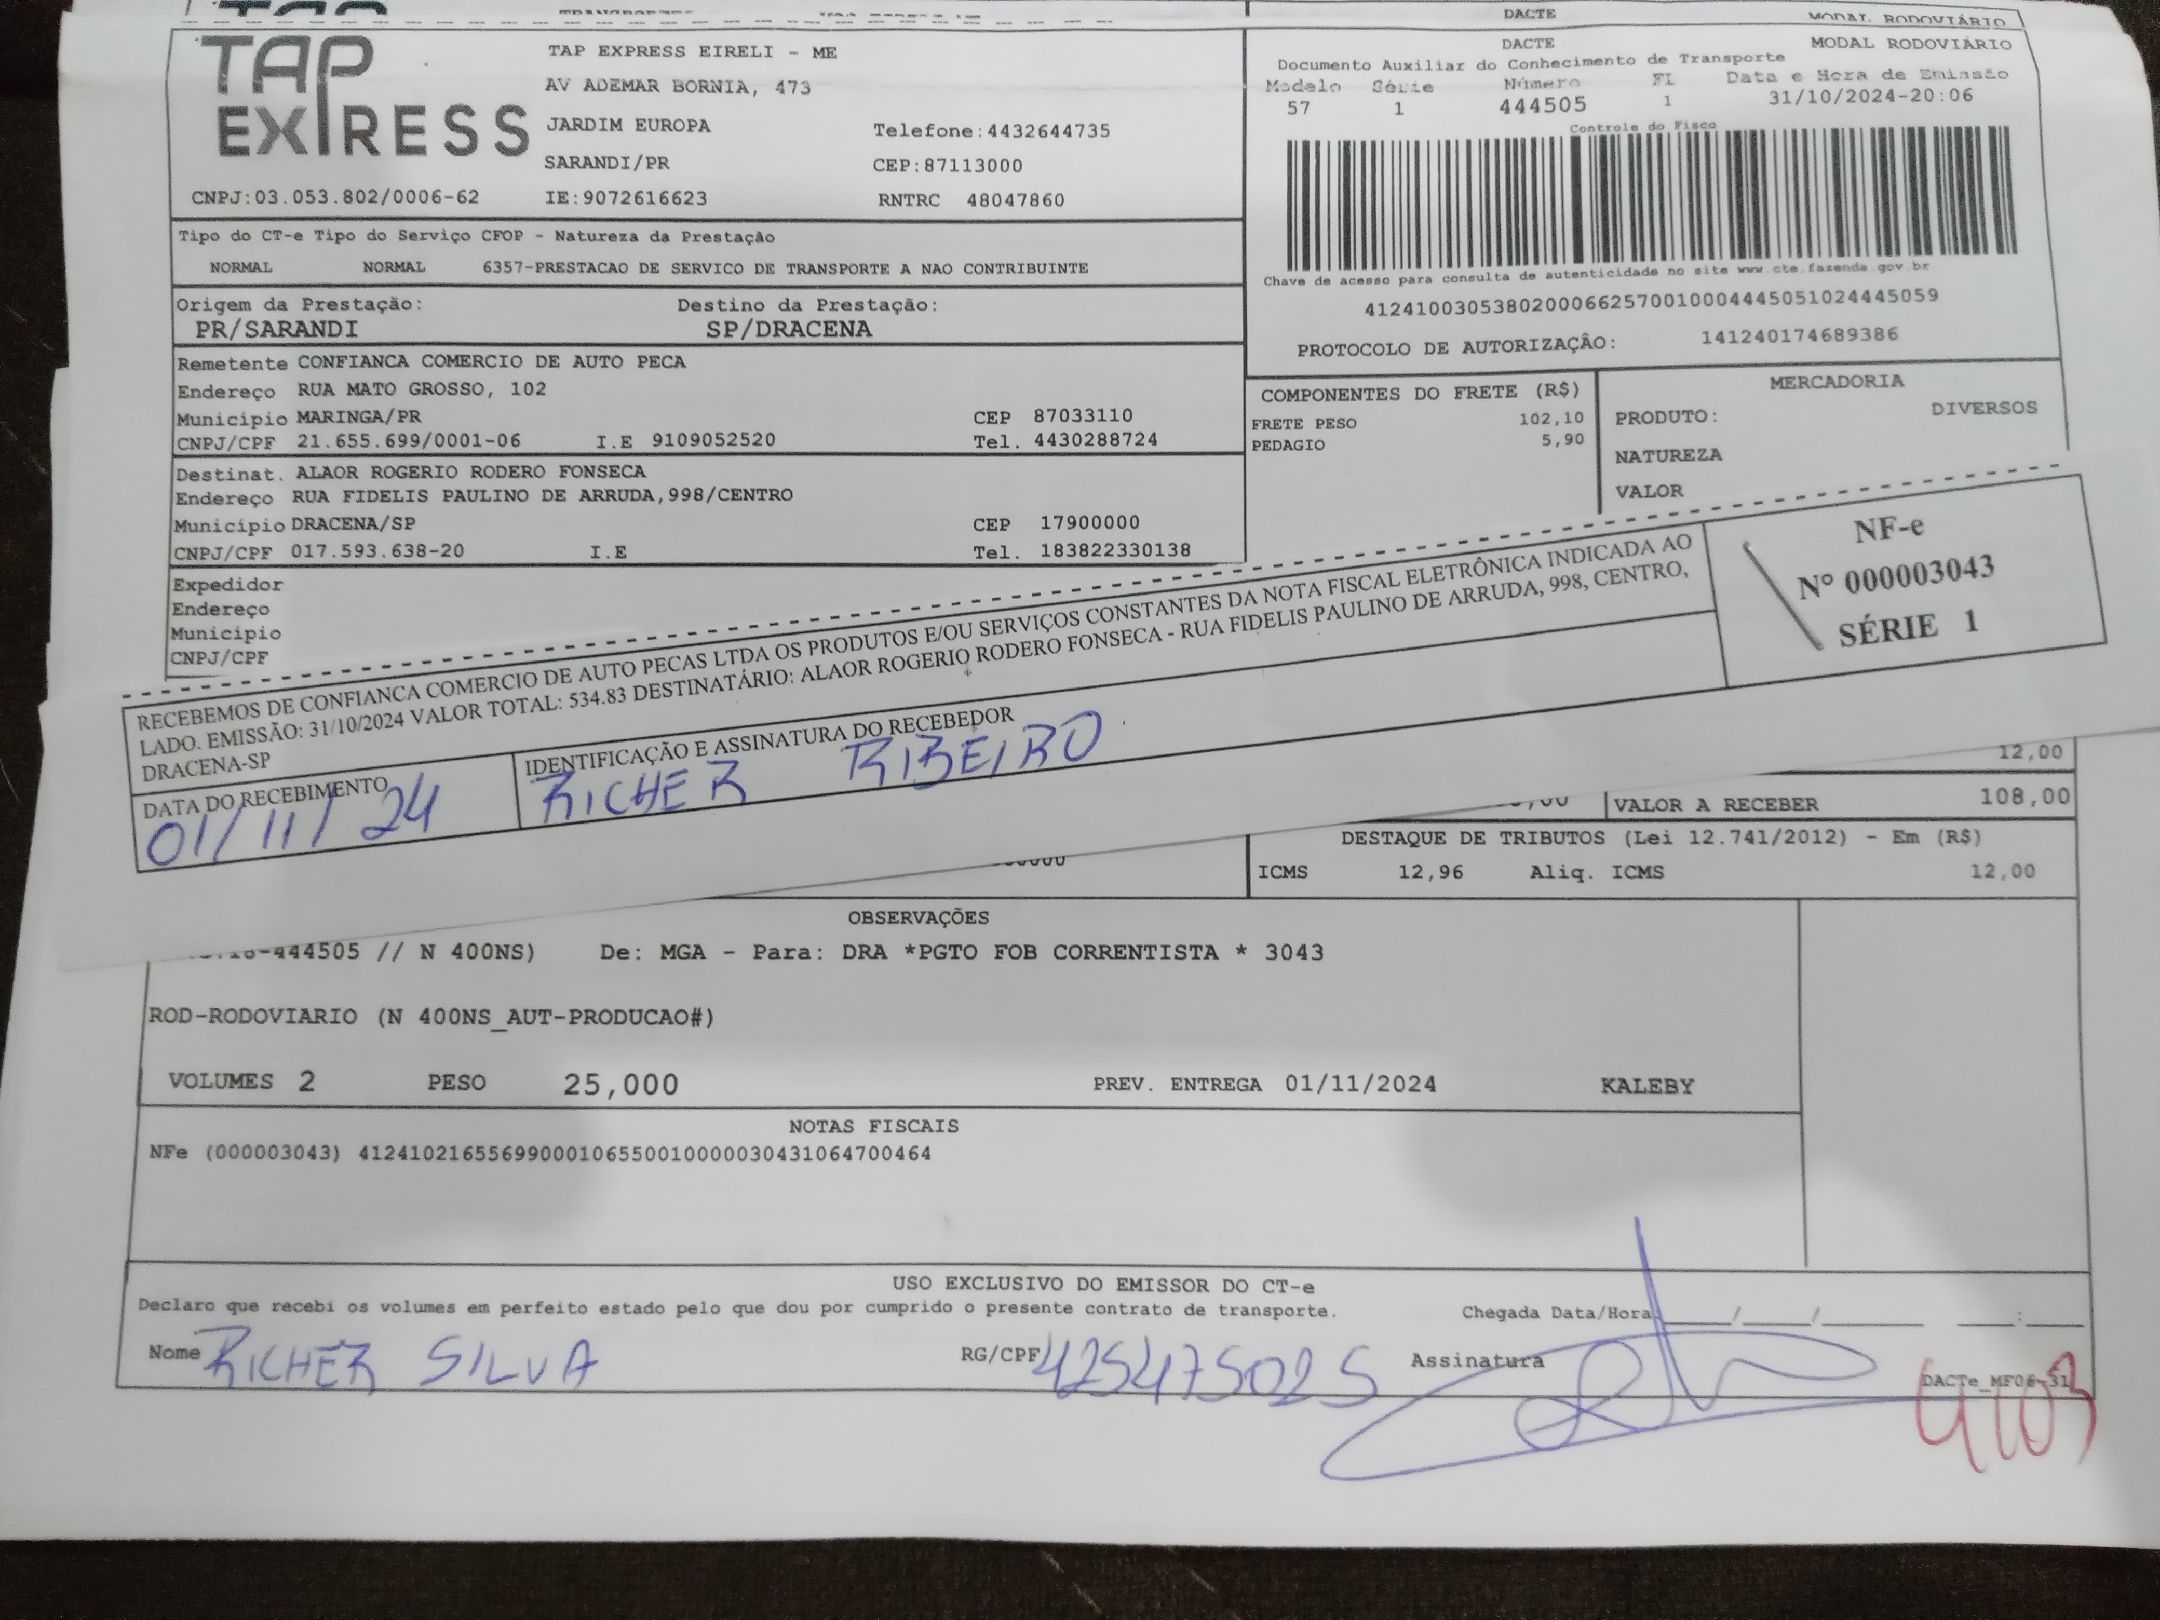 DACTE
MODAL RODOVIÁRIO
TAP EXPRESS
TAP EXPRESS EIRELI - ME
AV ADEMAR BORNIA, 473
JARDIM EUROPA Telefone:4432644735
SARANDI/PR CEP:87113000
CNPJ:03.053.802/0006-62 IE:9072616623 RNTRC 48047860
DACTE MODAL RODOVIÁRIO
Documento Auxiliar do Conhecimento de Transporte
Modelo Série Número FL Data e Hora de Emissão
57 1 444505 1 31/10/2024-20:06
Controle do Fisco
Chave de acesso para consulta de autenticidade no site www.cte.fazenda.gov.br
41241003053802000662570010004445051024445059
PROTOCOLO DE AUTORIZAÇÂO: 141240174689386
Tipo do CT-e Tipo do Serviço CFOP - Natureza da Prestação
NORMAL NORMAL 6357-PRESTACAO DE SERVICO DE TRANSPORTE A NAO CONTRIBUINTE
Origem da Prestação: Destino da Prestação:
PR/SARANDI SP/DRACENA
Remetente CONFIANCA COMERCIO DE AUTO PECA
Endereço RUA MATO GROSSO, 102
Município MARINGA/PR CEP 87033110
CNPJ/CPF 21.655.699/0001-06 I.E 9109052520 Tel. 4430288724
Destinat. ALAOR ROGERIO RODERO FONSECA
Endereço RUA FIDELIS PAULINO DE ARRUDA,998/CENTRO
Município DRACENA/SP CEP 17900000
CNPJ/CPF 017.593.638-20 I.E Tel. 183822330138
Expedidor
Endereço
Município
CNPJ/CPF
COMPONENTES DO FRETE (R$)
FRETE PESO 102,10
PEDAGIO 5,90
MERCADORIA
PRODUTO: DIVERSOS
NATUREZA
VALOR
RECEBEMOS DE CONFIANCA COMERCIO DE AUTO PECAS LTDA OS PRODUTOS E/OU SERVIÇOS CONSTANTES DA NOTA FISCAL ELETRÔNICA INDICADA AO
LADO. EMISSÃO: 31/10/2024 VALOR TOTAL: 534.83 DESTINATÁRIO: ALAOR ROGERIO RODERO FONSECA - RUA FIDELIS PAULINO DE ARRUDA, 998, CENTRO,
DRACENA-SP
DATA DO RECEBIMENTO
01/11/24
IDENTIFICAÇÃO E ASSINATURA DO RECEBEDOR
RICHER RIBEIRO
NF-e
Nº 000003043
SÉRIE 1
12,00
VALOR A RECEBER 108,00
DESTAQUE DE TRIBUTOS (Lei 12.741/2012) - Em (R$)
ICMS 12,96 Aliq. ICMS 12,00
OBSERVAÇÕES
-444505 // N 400NS) De: MGA - Para: DRA *PGTO FOB CORRENTISTA * 3043
ROD-RODOVIARIO (N 400NS_AUT-PRODUCAO#)
VOLUMES 2 PESO 25,000 PREV. ENTREGA 01/11/2024 KALEBY
NOTAS FISCAIS
NFe (000003043) 41241021655699000106550010000030431064700464
USO EXCLUSIVO DO EMISSOR DO CT-e
Declaro que recebi os volumes em perfeito estado pelo que dou por cumprido o presente contrato de transporte. Chegada Data/Hora ___/___/_____ ___:___
Nome RICHER SILVA RG/CPF 425475025 Assinatura
DACTe_MF06-31